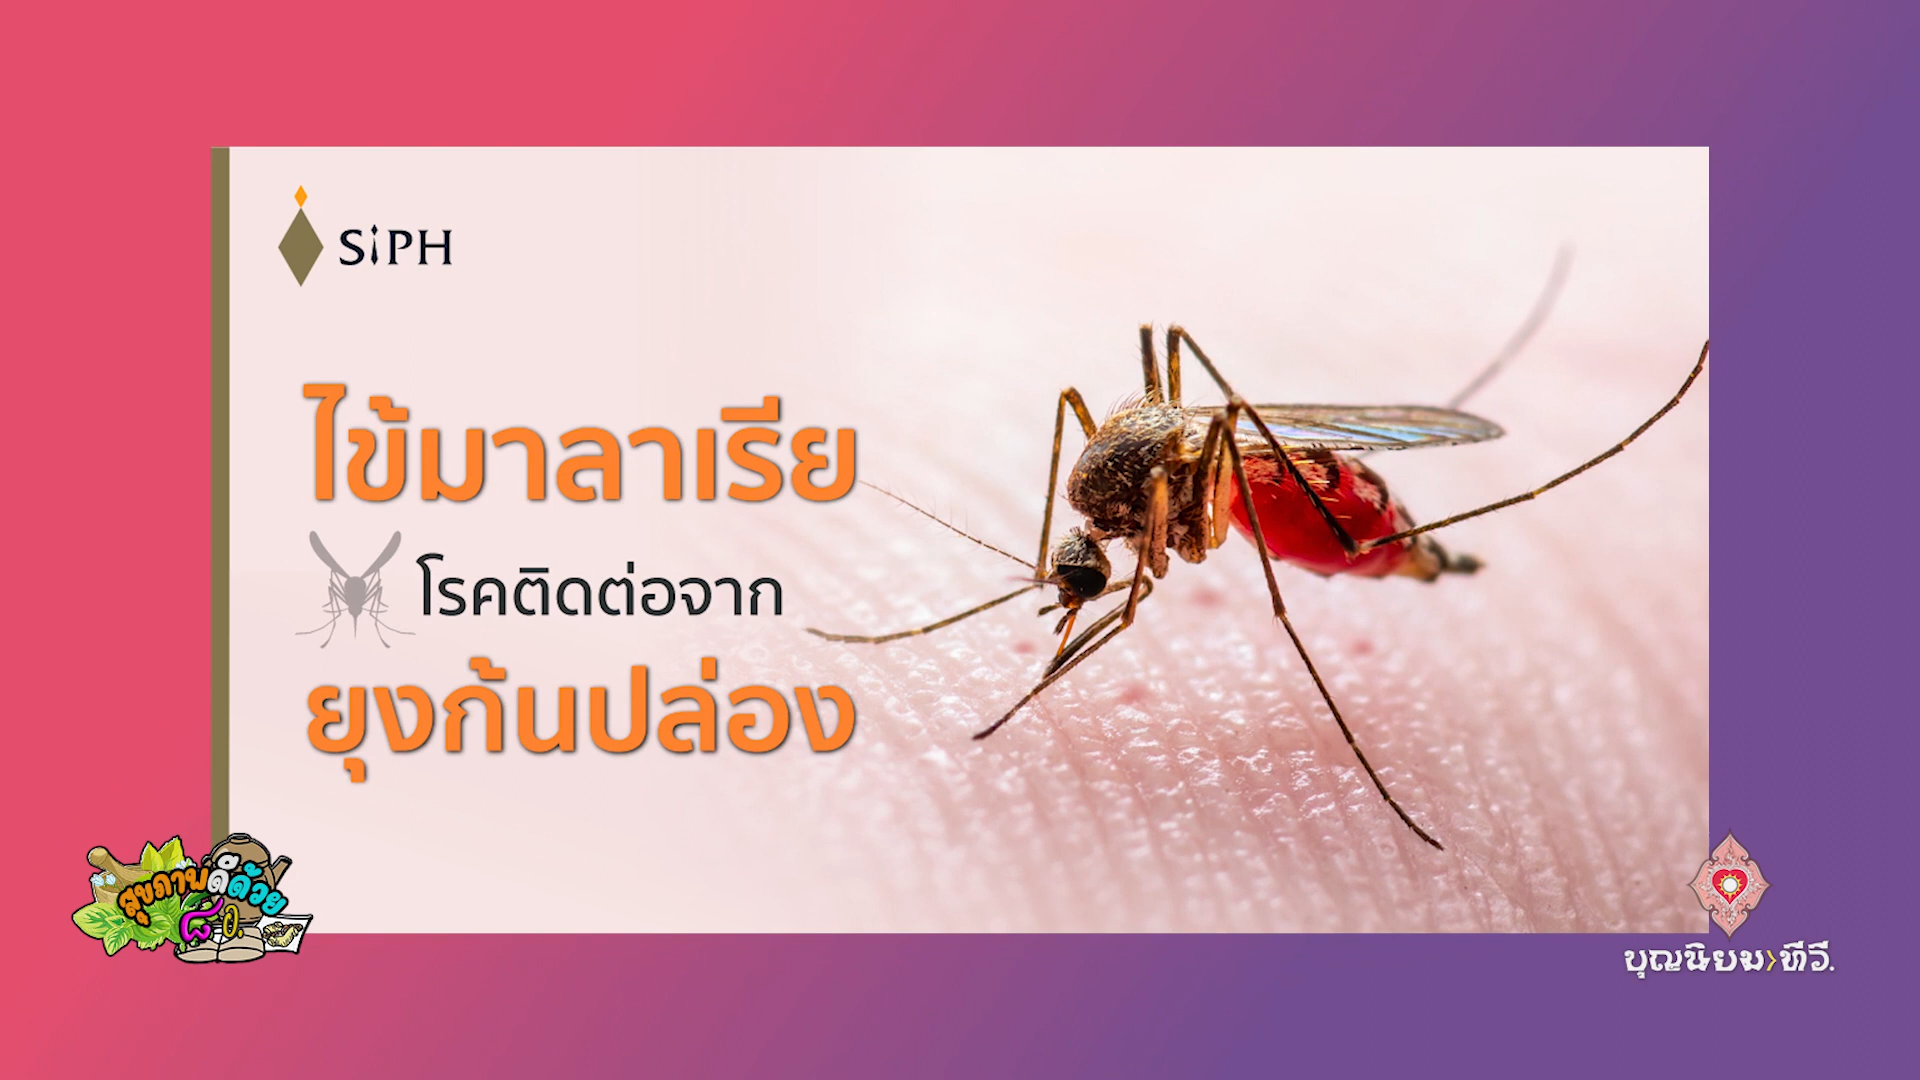 SiPH
ไข้มาลาเรีย
โรคติดต่อจาก
ยุงก้นปล่อง
สุขภาพดีด้วย
๘ อ.
บุญนิยม>ทีวี.